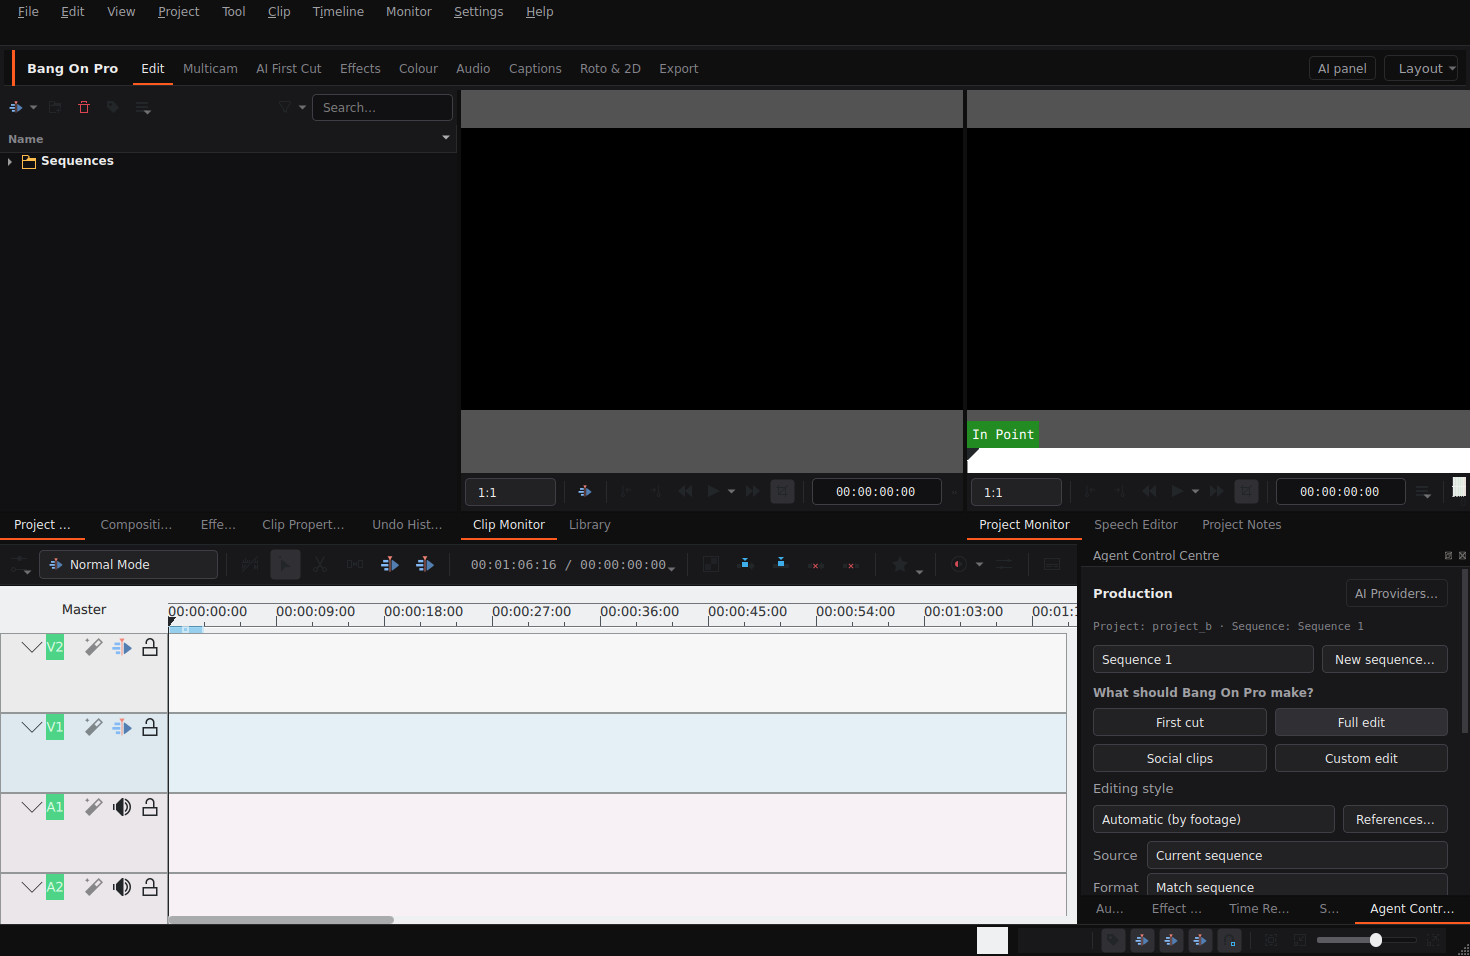 File Edit View Project Tool Clip Timeline Monitor Settings Help
Bang On Pro Edit Multicam AI First Cut Effects Colour Audio Captions Roto & 2D Export AI panel Layout
Search...
Name
Sequences
In Point
1:1 00:00:00:00 1:1 00:00:00:00
Project ... Compositi... Effe... Clip Propert... Undo Hist... Clip Monitor Library Project Monitor Speech Editor Project Notes
Normal Mode 00:01:06:16 / 00:00:00:00
Master 00:00:00:00 00:00:09:00 00:00:18:00 00:00:27:00 00:00:36:00 00:00:45:00 00:00:54:00 00:01:03:00 00:01:1
V2
V1
A1
A2
Agent Control Centre
Production AI Providers...
Project: project_b · Sequence: Sequence 1
Sequence 1 New sequence...
What should Bang On Pro make?
First cut Full edit
Social clips Custom edit
Editing style
Automatic (by footage) References...
Source Current sequence
Format Match sequence
Au... Effect ... Time Re... S... Agent Contr...